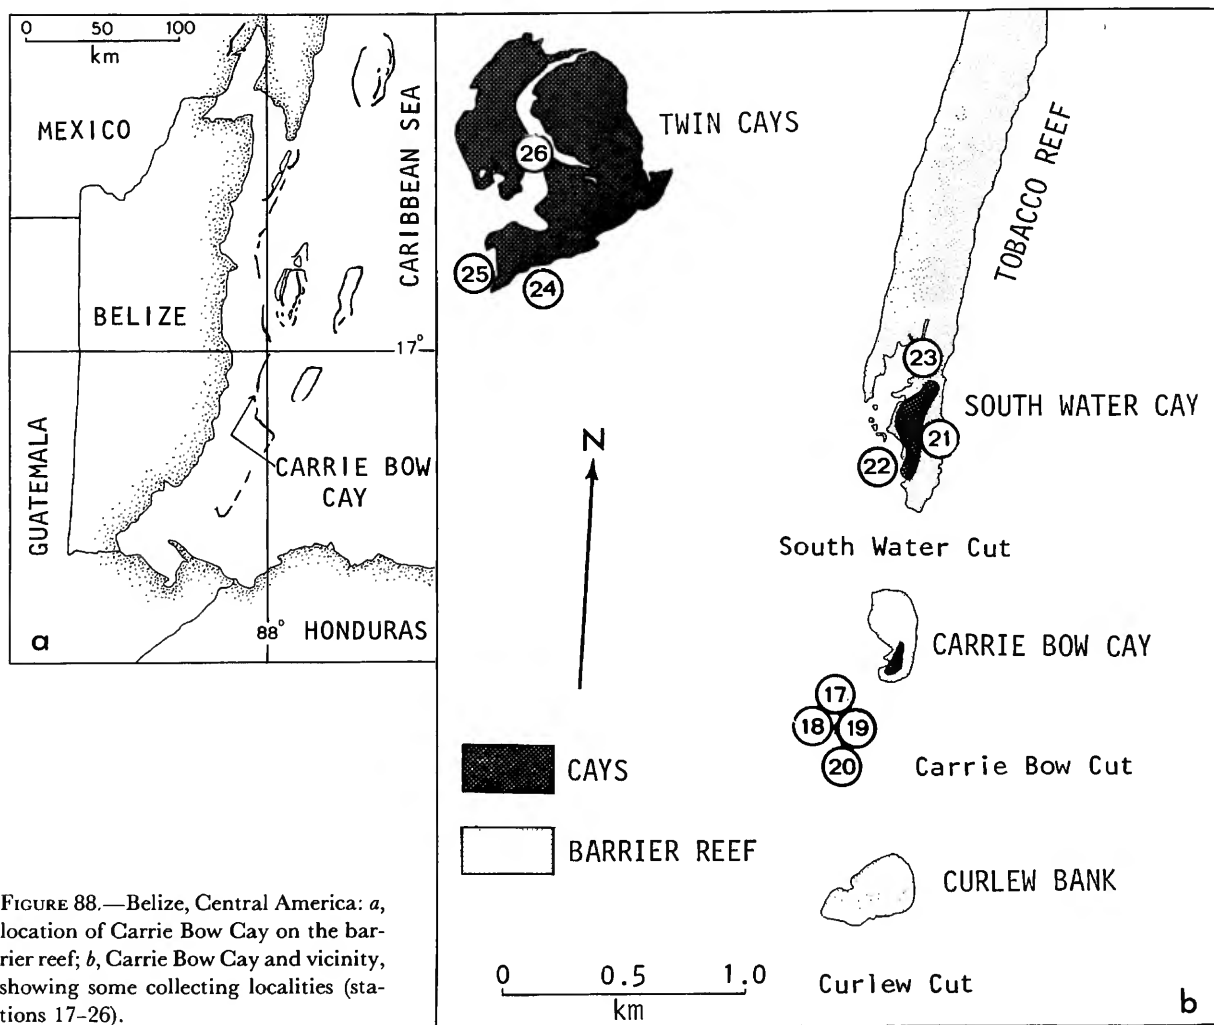 0 50 100
km
MEXICO
CARIBBEAN SEA
BELIZE
17°
GUATEMALA
CARRIE BOW
CAY
88° HONDURAS
a
TWIN CAYS
26
25
24
TOBACCO REEF
23
SOUTH WATER CAY
21
22
N
South Water Cut
CARRIE BOW CAY
17
18
19
20
Carrie Bow Cut
CAYS
BARRIER REEF
CURLEW BANK
0 0.5 1.0
km
Curlew Cut
b
FIGURE 88.—Belize, Central America: a,
location of Carrie Bow Cay on the bar-
rier reef; b, Carrie Bow Cay and vicinity,
showing some collecting localities (sta-
tions 17–26).